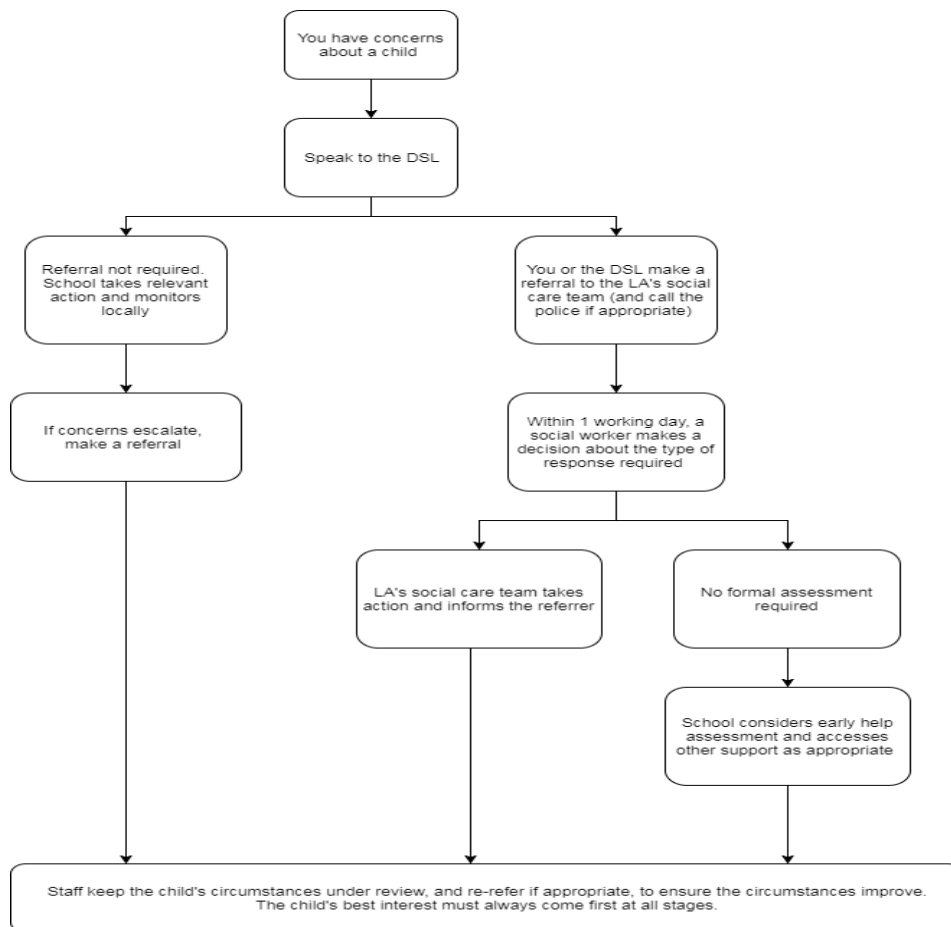 You have concerns
about a child
Speak to the DSL
Referral not required.
School takes relevant
action and monitors
locally
You or the DSL make a
referral to the LA's social
care team (and call the
police if appropriate)
If concerns escalate,
make a referral
Within 1 working day, a
social worker makes a
decision about the type of
response required
LA's social care team takes
action and informs the referrer
No formal assessment
required
School considers early help
assessment and accesses
other support as appropriate
Staff keep the child's circumstances under review, and re-refer if appropriate, to ensure the circumstances improve.
The child's best interest must always come first at all stages.